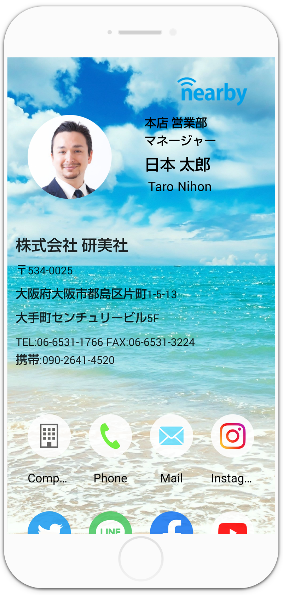 nearby
本店 営業部
マネージャー
日本 太郎
Taro Nihon
株式会社 研美社
〒534-0025
大阪府大阪市都島区片町1-5-13
大手町センチュリービル5F
TEL:06-6531-1766 FAX:06-6531-3224
携帯:090-2641-4520
Comp... Phone Mail Instag...
LINE